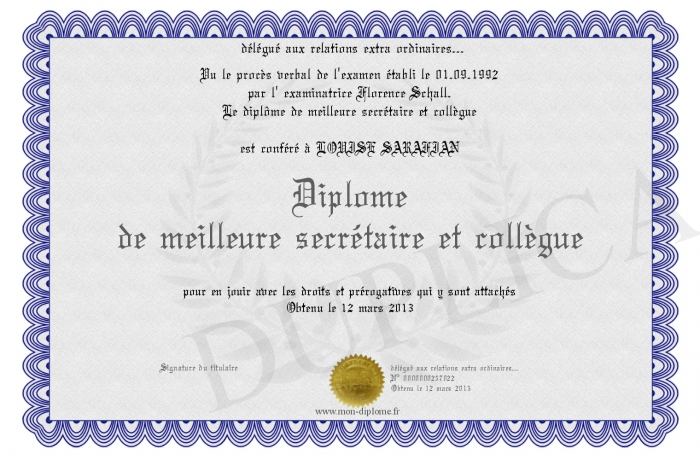 délégué aux relations extra ordinaires...
Vu le procès verbal de l'examen établi le 01.09.1992
par l' examinatrice Florence Schall.
Le diplôme de meilleure secrétaire et collègue
est conféré à LOUISE SARAFIAN
Diplome
de meilleure secrétaire et collègue
pour en jouir avec les droits et prérogatives qui y sont attachés
Obtenu le 12 mars 2013
Signature du titulaire
délégué aux relations extra ordinaires...
N° 0000000257022
Obtenu le 12 mars 2013
www.mon-diplome.fr
DUPLICA